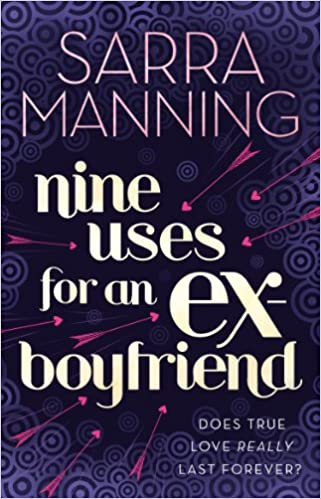 SARRA
MANNING
nine
uses
for an ex-
boyfriend
DOES TRUE
LOVE REALLY
LAST FOREVER?